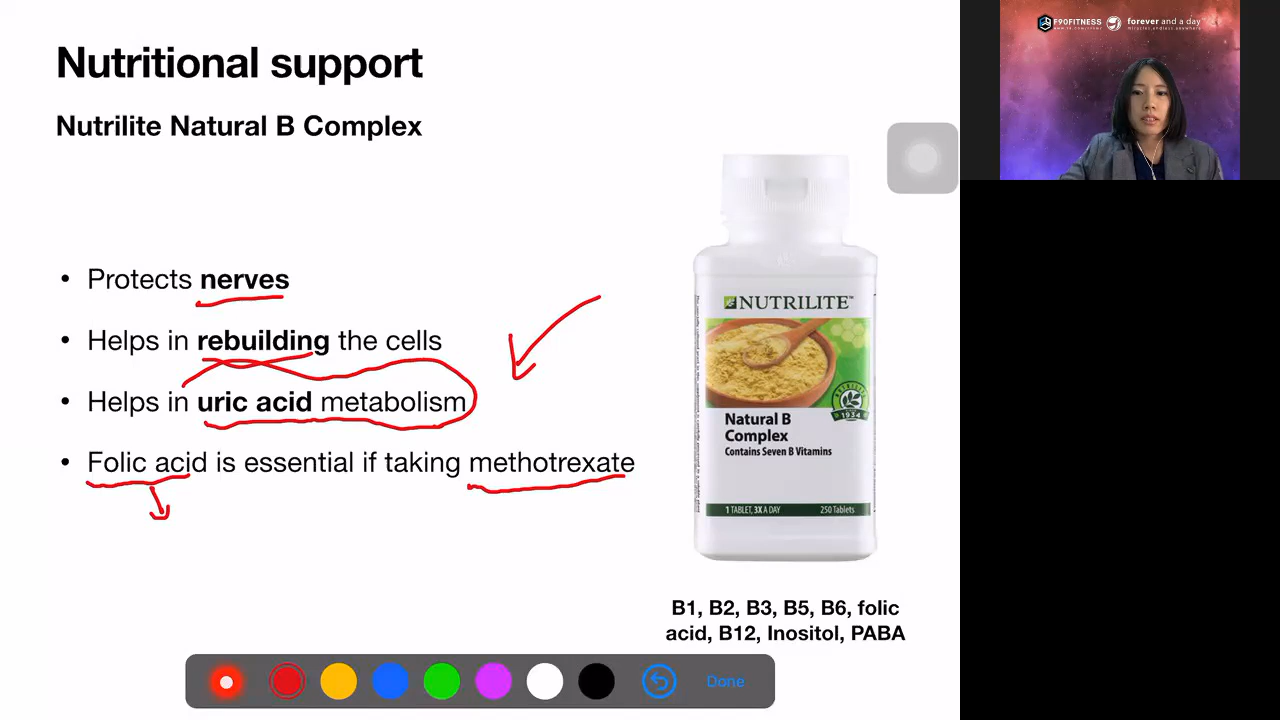 Nutritional support
Nutrilite Natural B Complex
F90FITNESS forever and a day
• Protects nerves
• Helps in rebuilding the cells
• Helps in uric acid metabolism
• Folic acid is essential if taking methotrexate
NUTRILITE™
1934
Natural B
Complex
Contains Seven B Vitamins
1 TABLET, 3X A DAY 250 Tablets
B1, B2, B3, B5, B6, folic
acid, B12, Inositol, PABA
Done